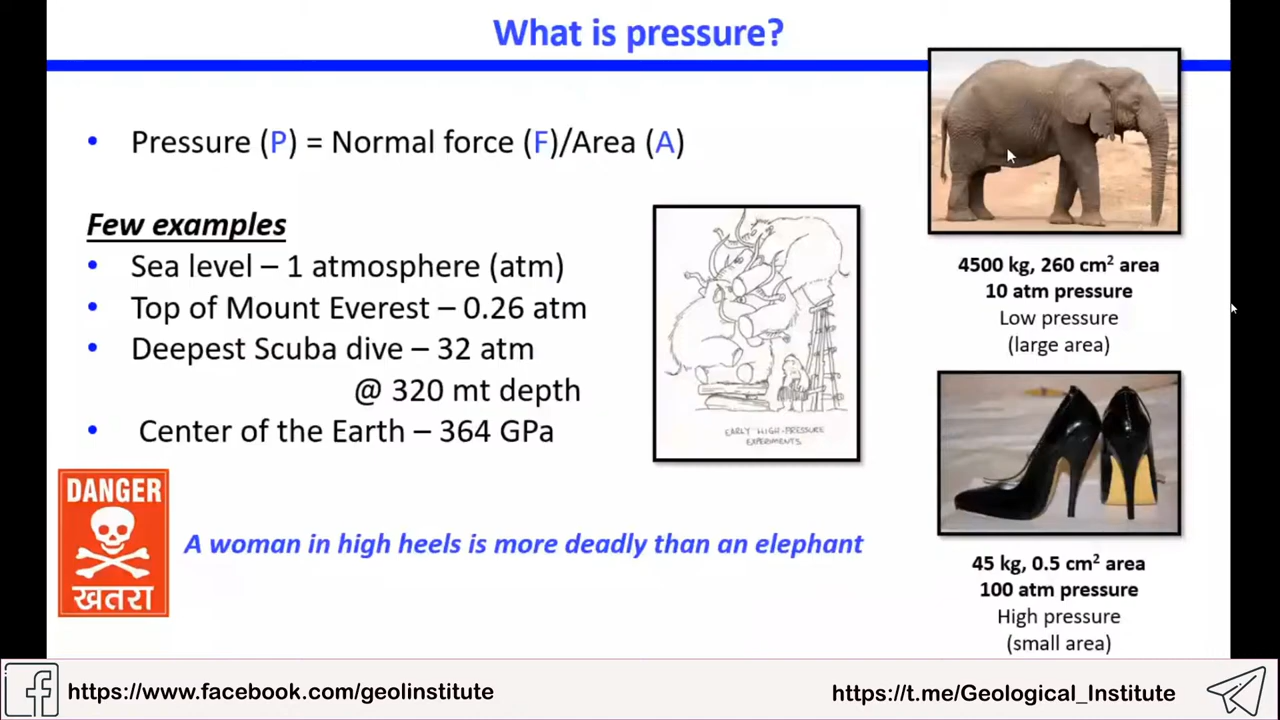 What is pressure?
• Pressure (P) = Normal force (F)/Area (A)
Few examples
• Sea level – 1 atmosphere (atm)
• Top of Mount Everest – 0.26 atm
• Deepest Scuba dive – 32 atm
@ 320 mt depth
• Center of the Earth – 364 GPa
EARLY HIGH-PRESSURE
EXPERIMENTS
4500 kg, 260 cm² area
10 atm pressure
Low pressure
(large area)
45 kg, 0.5 cm² area
100 atm pressure
High pressure
(small area)
DANGER
खतरा
A woman in high heels is more deadly than an elephant
https://www.facebook.com/geolinstitute
https://t.me/Geological_Institute